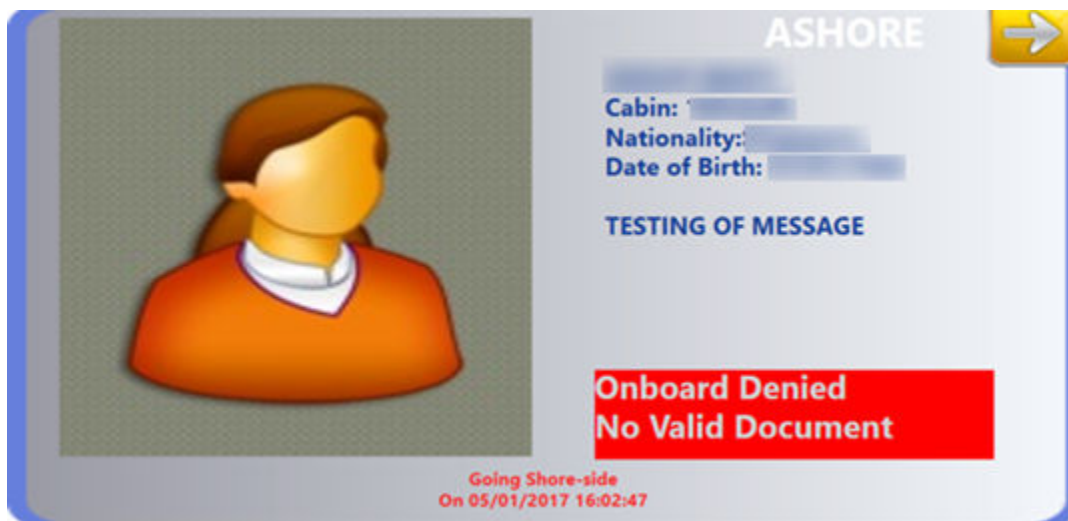 ASHORE
Cabin:
Nationality:
Date of Birth:
TESTING OF MESSAGE
Onboard Denied
No Valid Document
Going Shore-side
On 05/01/2017 16:02:47